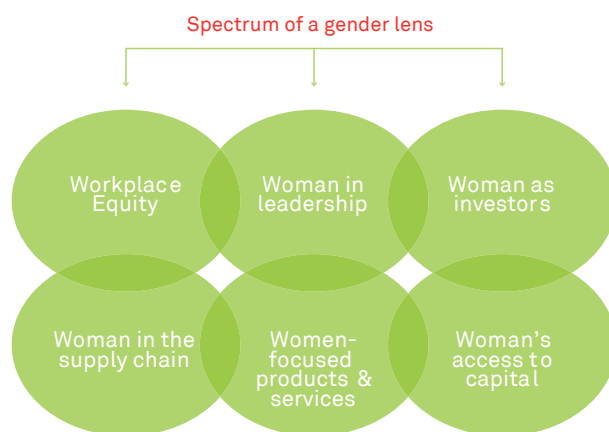 Spectrum of a gender lens
Workplace
Equity
Woman in
leadership
Woman as
investors
Woman in the
supply chain
Women-
focused
products &
services
Woman's
access to
capital